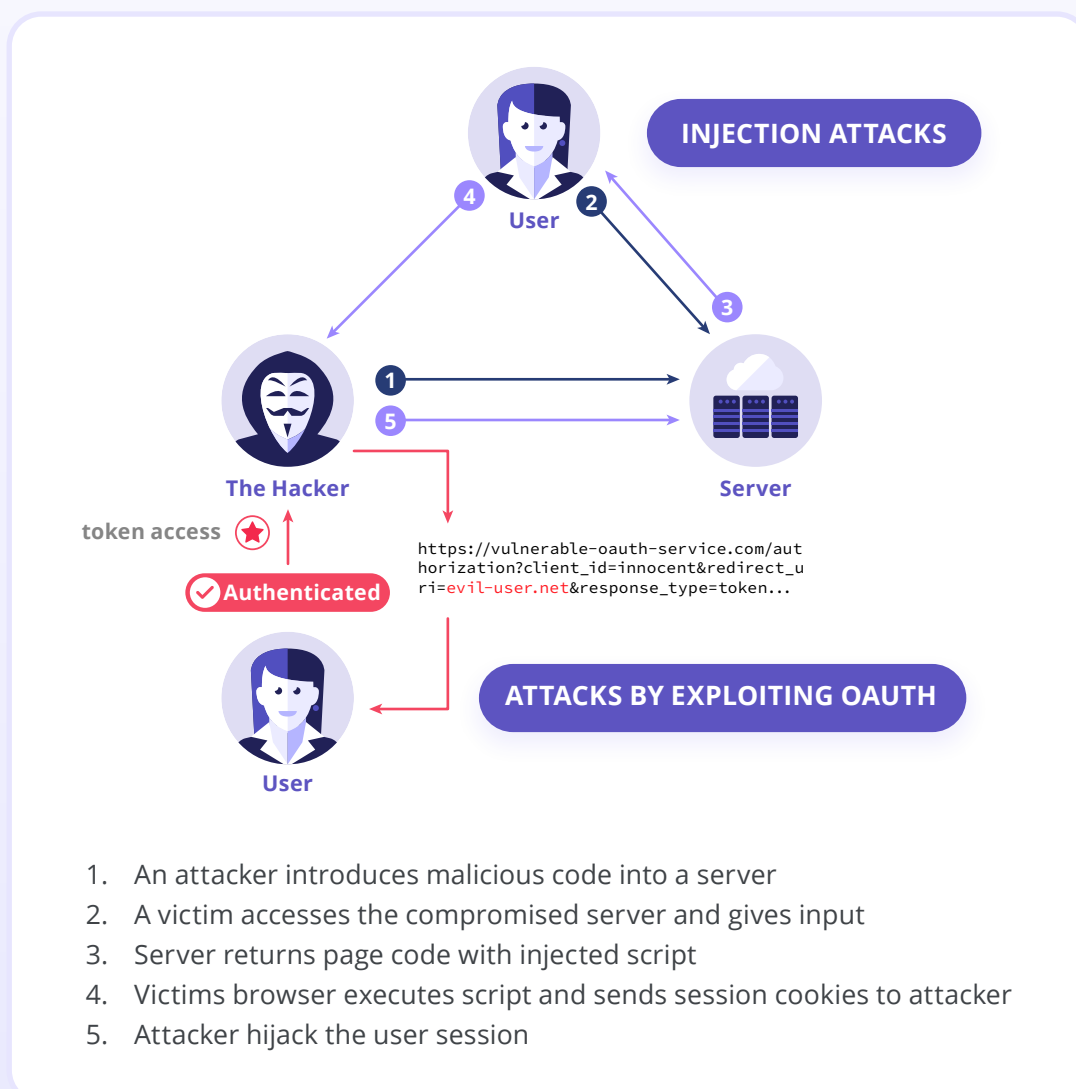 INJECTION ATTACKS
4
2
User
3
1
5
The Hacker
Server
token access
https://vulnerable-oauth-service.com/aut
horization?client_id=innocent&redirect_u
ri=evil-user.net&response_type=token...
Authenticated
ATTACKS BY EXPLOITING OAUTH
User
1. An attacker introduces malicious code into a server
2. A victim accesses the compromised server and gives input
3. Server returns page code with injected script
4. Victims browser executes script and sends session cookies to attacker
5. Attacker hijack the user session